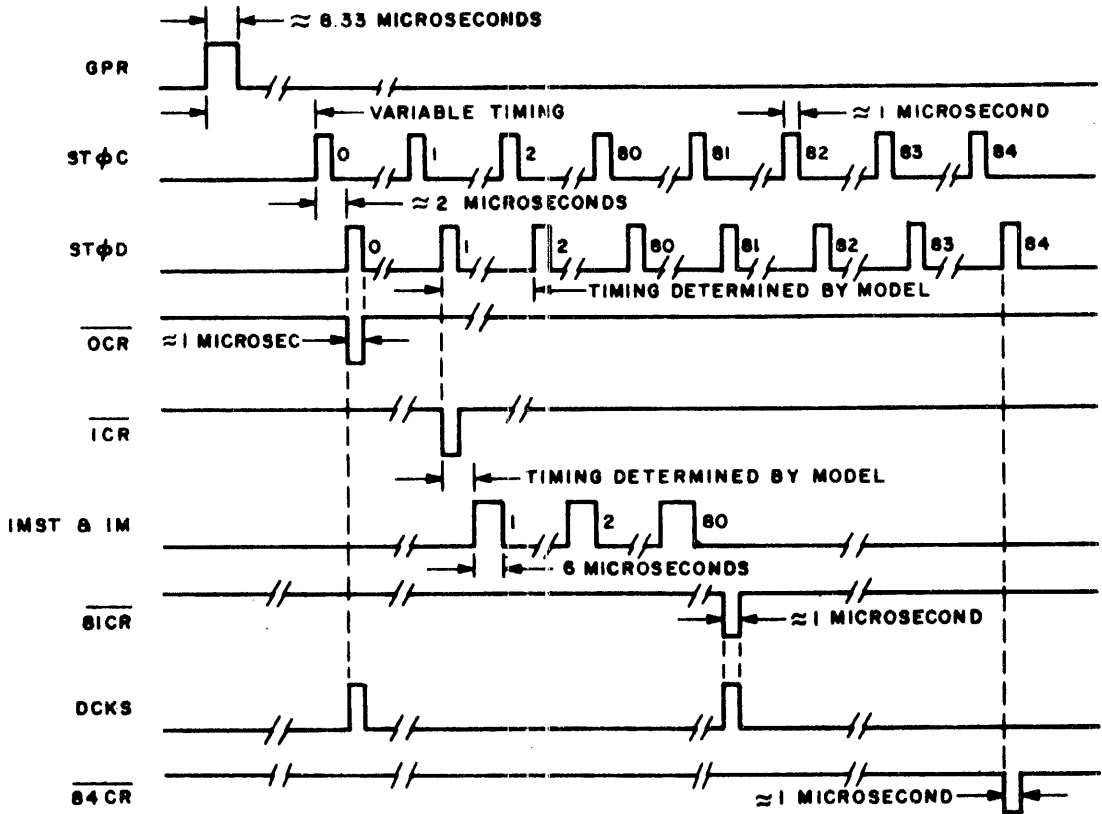 ≈ 8.33 MICROSECONDS
GPR
VARIABLE TIMING
≈ 1 MICROSECOND
STϕC
0 1 2 80 81 82 83 84
≈ 2 MICROSECONDS
STϕD
0 1 2 80 81 82 83 84
TIMING DETERMINED BY MODEL
OCR
≈ 1 MICROSEC
1CR
TIMING DETERMINED BY MODEL
IMST & IM
1 2 80
6 MICROSECONDS
81CR
≈ 1 MICROSECOND
DCKS
84CR
≈ 1 MICROSECOND